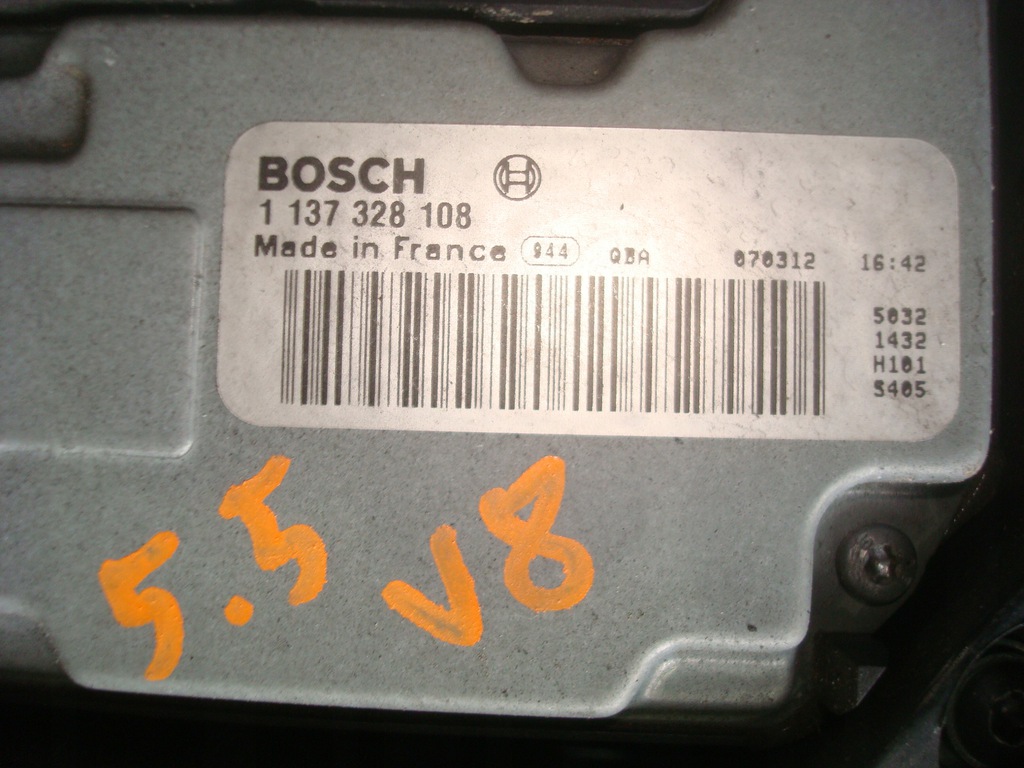 BOSCH
1 137 328 108
Made in France 944 QBA 070312 16:42
5032
1432
H101
S405
5.5 V8